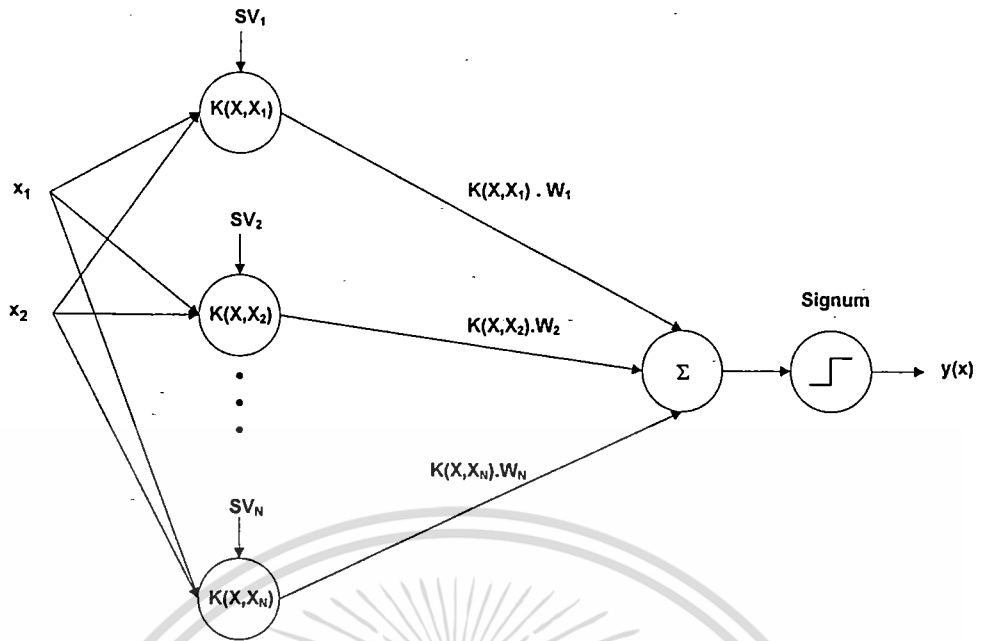 SV₁
K(X,X₁)
x₁
K(X,X₁) . W₁
SV₂
x₂
K(X,X₂)
K(X,X₂).W₂
Signum
Σ
y(x)
K(X,X_N).W_N
SV_N
K(X,X_N)